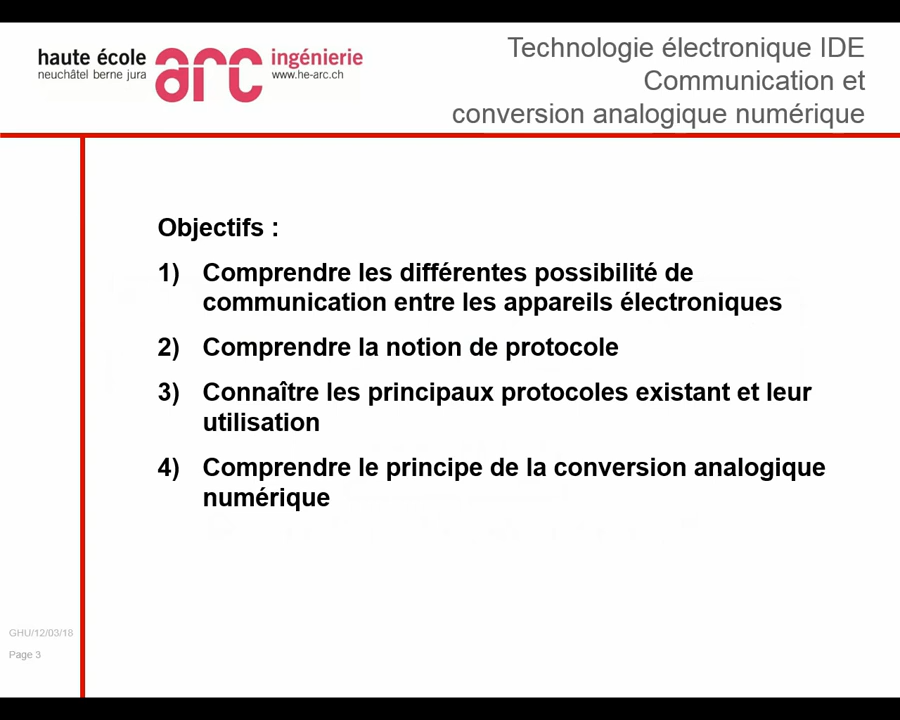 haute école
neuchâtel berne jura
arc
ingénierie
www.he-arc.ch
Technologie électronique IDE
Communication et
conversion analogique numérique
Objectifs :
1) Comprendre les différentes possibilité de
communication entre les appareils électroniques
2) Comprendre la notion de protocole
3) Connaître les principaux protocoles existant et leur
utilisation
4) Comprendre le principe de la conversion analogique
numérique
GHU/12/03/18
Page 3